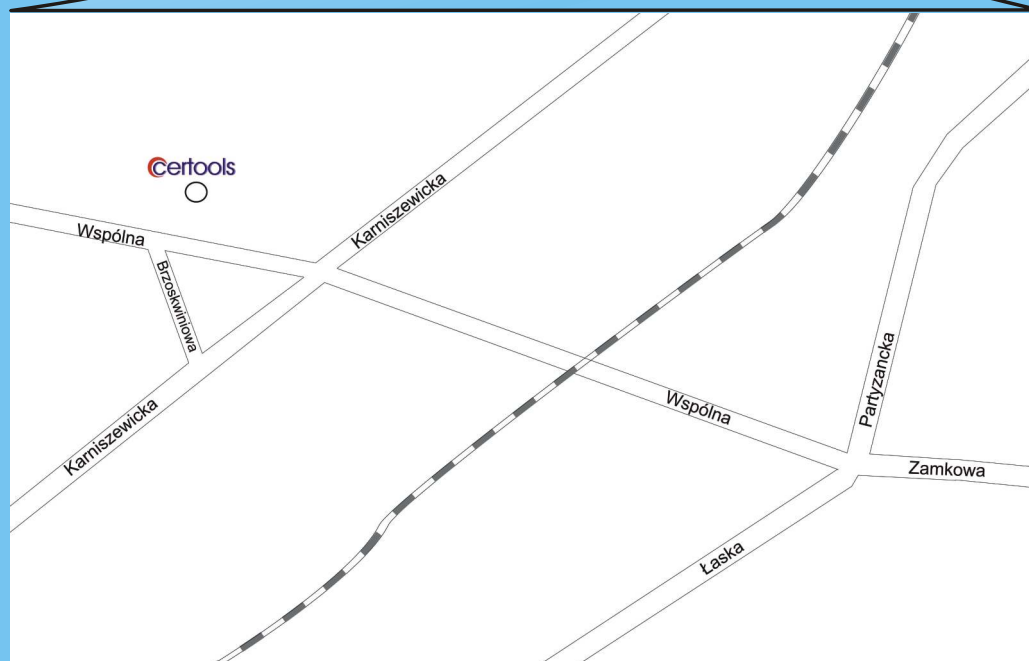 certools
Wspólna
Karniszewicka
Brzoskwiniowa
Karniszewicka
Wspólna
Partyzancka
Zamkowa
Łaska